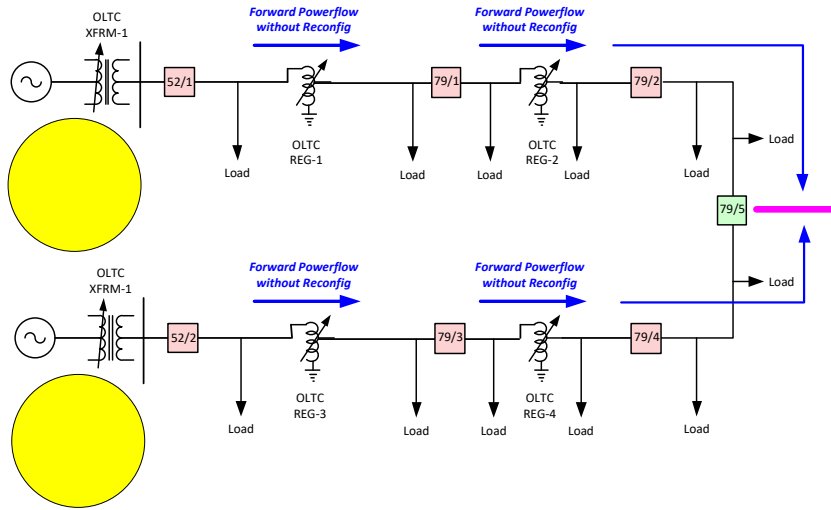 OLTC
XFRM-1
Forward Powerflow
without Reconfig
Forward Powerflow
without Reconfig
52/1
79/1
79/2
Load
OLTC
REG-1
Load
Load
OLTC
REG-2
Load
Load
Load
79/5
OLTC
XFRM-1
Forward Powerflow
without Reconfig
Forward Powerflow
without Reconfig
Load
52/2
79/3
79/4
Load
OLTC
REG-3
Load
Load
OLTC
REG-4
Load
Load